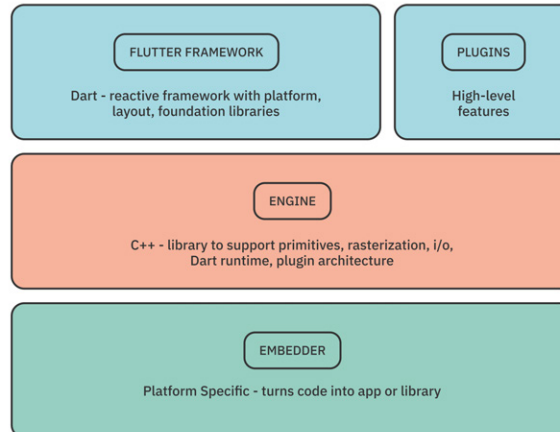 FLUTTER FRAMEWORK
Dart - reactive framework with platform,
layout, foundation libraries
PLUGINS
High-level
features
ENGINE
C++ - library to support primitives, rasterization, i/o,
Dart runtime, plugin architecture
EMBEDDER
Platform Specific - turns code into app or library